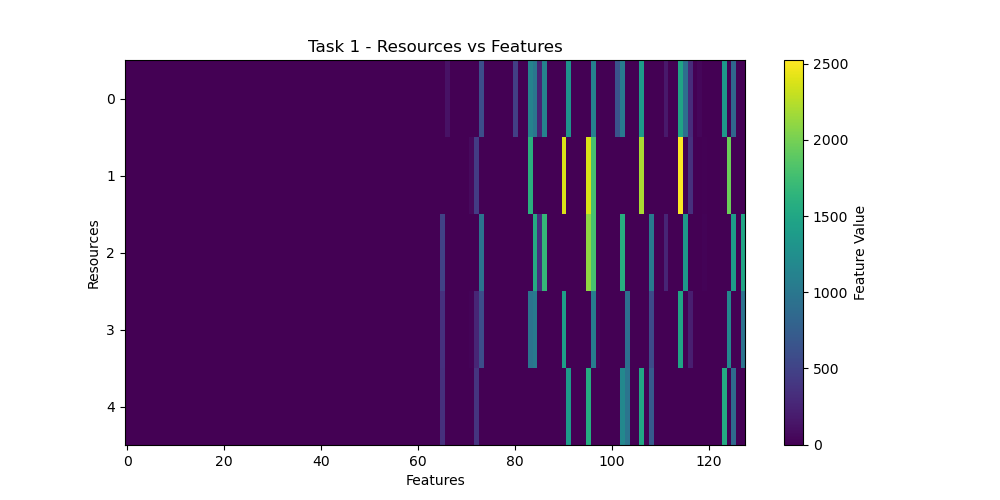 Task 1 - Resources vs Features
Resources
0
1
2
3
4
0 20 40 60 80 100 120
Features
2500
2000
1500
1000
500
0
Feature Value